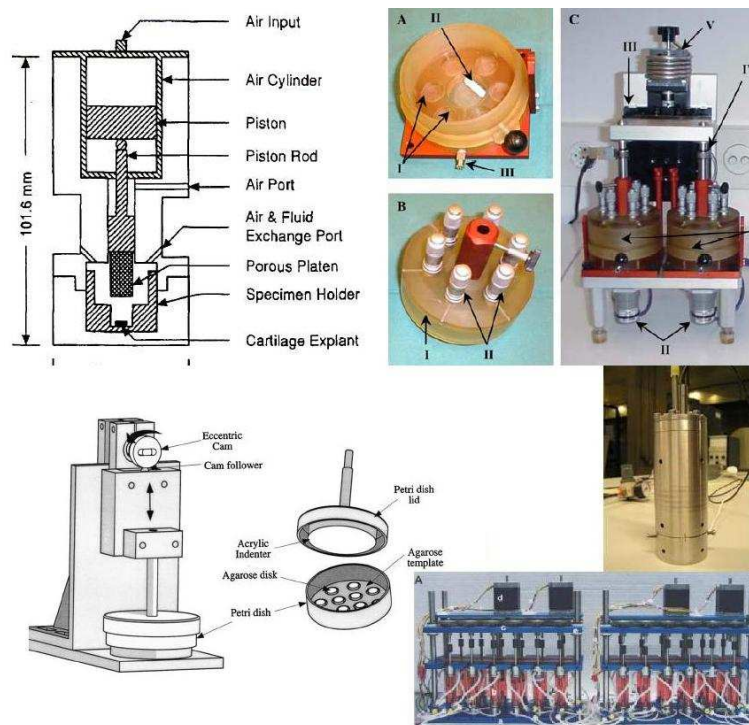 Air Input
Air Cylinder
Piston
Piston Rod
Air Port
Air & Fluid
Exchange Port
Porous Platen
Specimen Holder
Cartilage Explant
101.6 mm
A
II
I
III
B
I
II
C
V
III
II
Eccentric
Cam
Cam follower
Petri dish
lid
Acrylic
Indenter
Agarose
template
Agarose disk
Petri dish
A
d